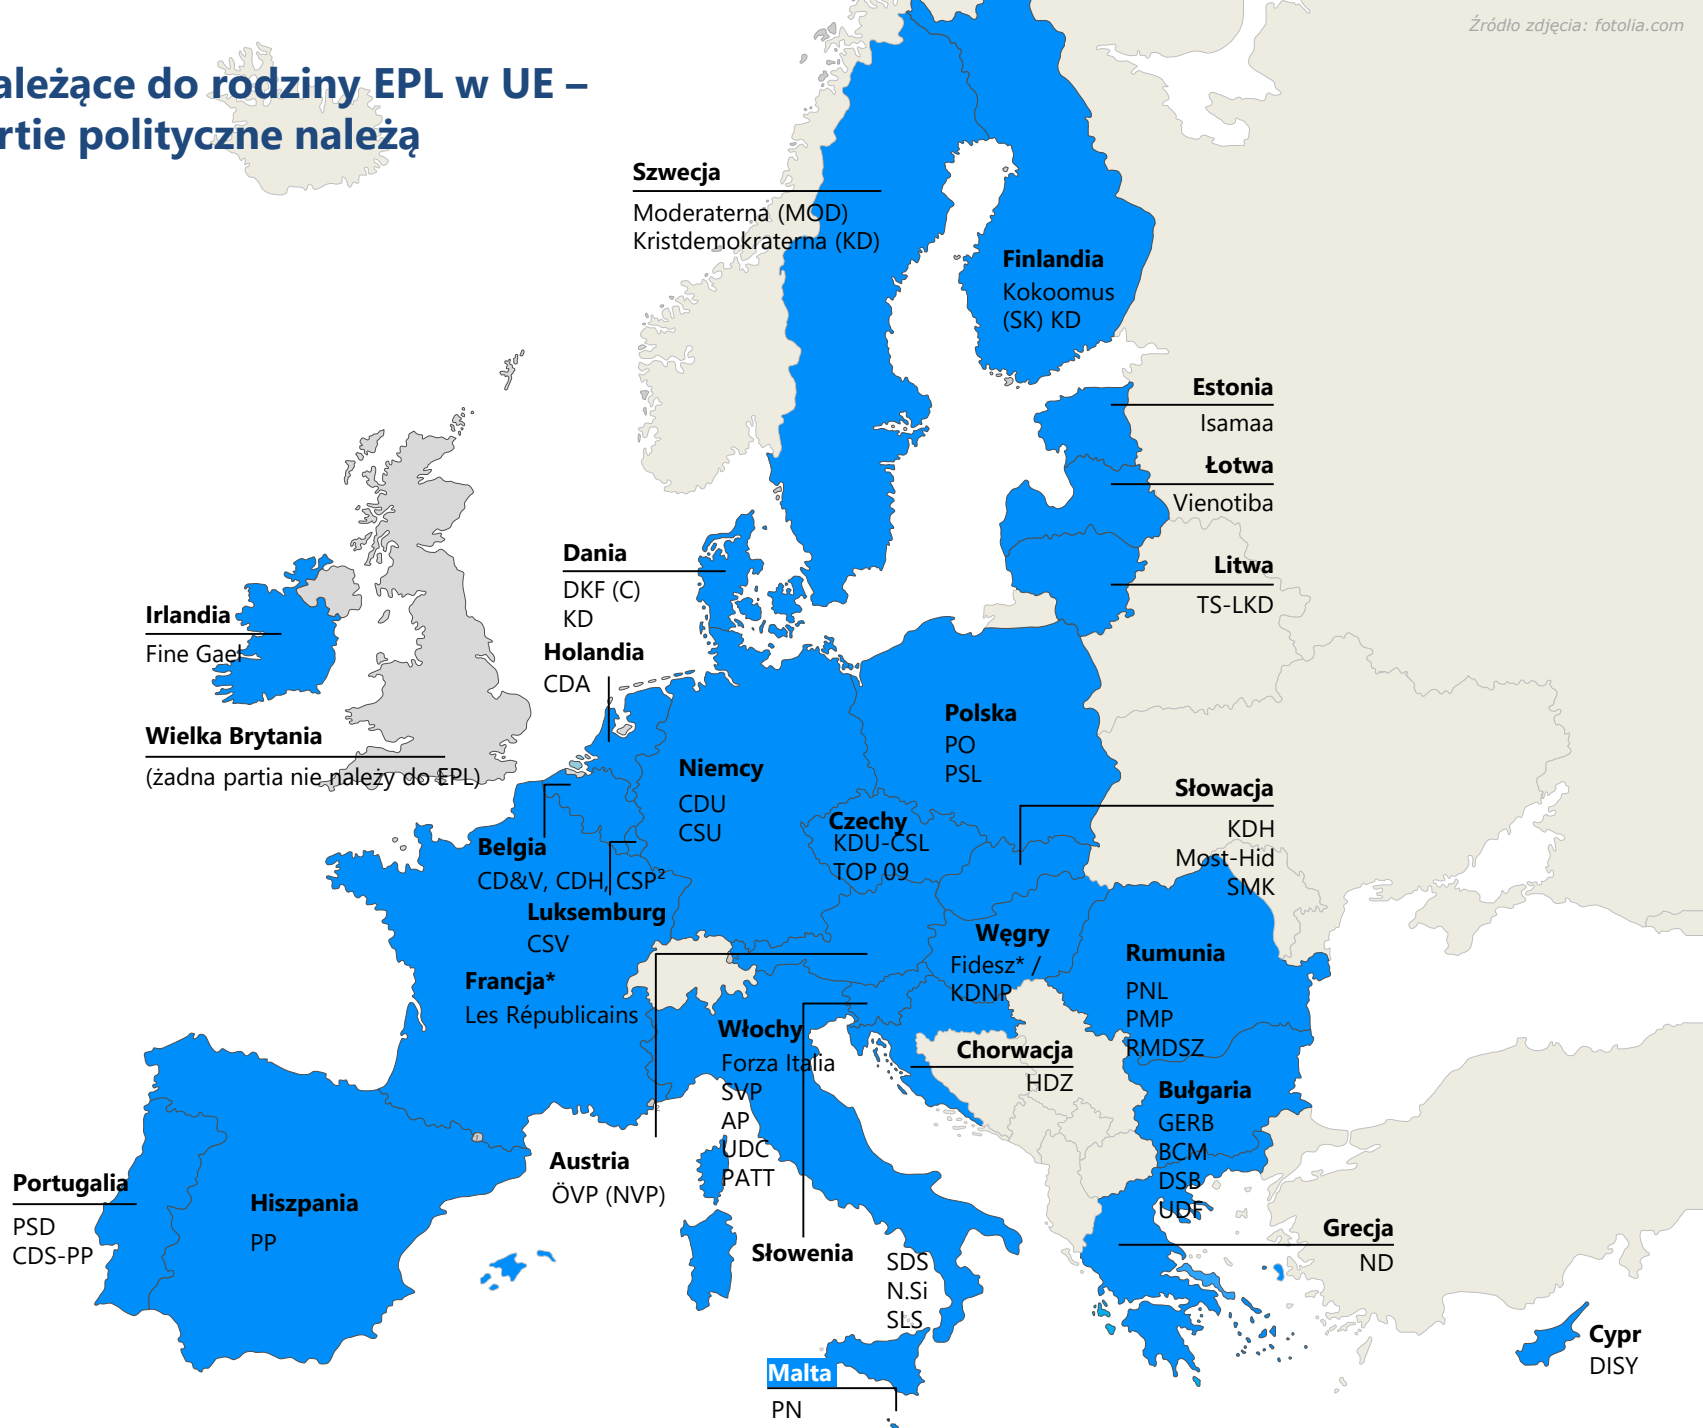 Źródło zdjęcia: fotolia.com
ależące do rodziny EPL w UE –
rtie polityczne należą
Szwecja
Moderaterna (MOD)
Kristdemokraterna (KD)
Finlandia
Kokoomus
(SK) KD
Estonia
Isamaa
Łotwa
Vienotiba
Litwa
TS-LKD
Dania
DKF (C)
KD
Irlandia
Fine Gael
Holandia
CDA
Wielka Brytania
(żadna partia nie należy do EPL)
Polska
PO
PSL
Niemcy
CDU
CSU
Słowacja
KDH
Most-Hid
SMK
Czechy
KDU-CSL
TOP 09
Belgia
CD&V, CDH, CSP²
Luksemburg
CSV
Francja*
Les Républicains
Węgry
Fidesz* /
KDNP
Rumunia
PNL
PMP
RMDSZ
Włochy
Forza Italia
SVP
AP
UDC
PATT
Chorwacja
HDZ
Bułgaria
GERB
BCM
DSB
UDF
Austria
ÖVP (NVP)
Portugalia
PSD
CDS-PP
Hiszpania
PP
Słowenia
SDS
N.Si
SLS
Grecja
ND
Cypr
DISY
Malta
PN